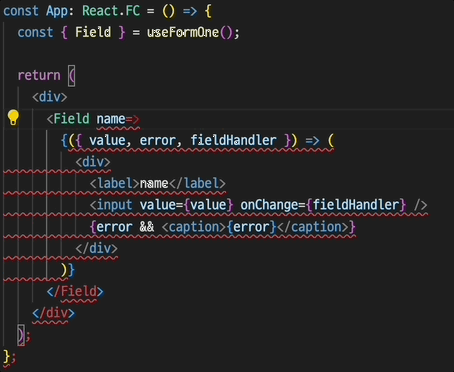 const App: React.FC = () => {
  const { Field } = useFormOne();

  return (
    <div>
      <Field name=>
        {({ value, error, fieldHandler }) => (
          <div>
            <label>name</label>
            <input value={value} onChange={fieldHandler} />
            {error && <caption>{error}</caption>}
          </div>
        )}
      </Field>
    </div>
  );
};